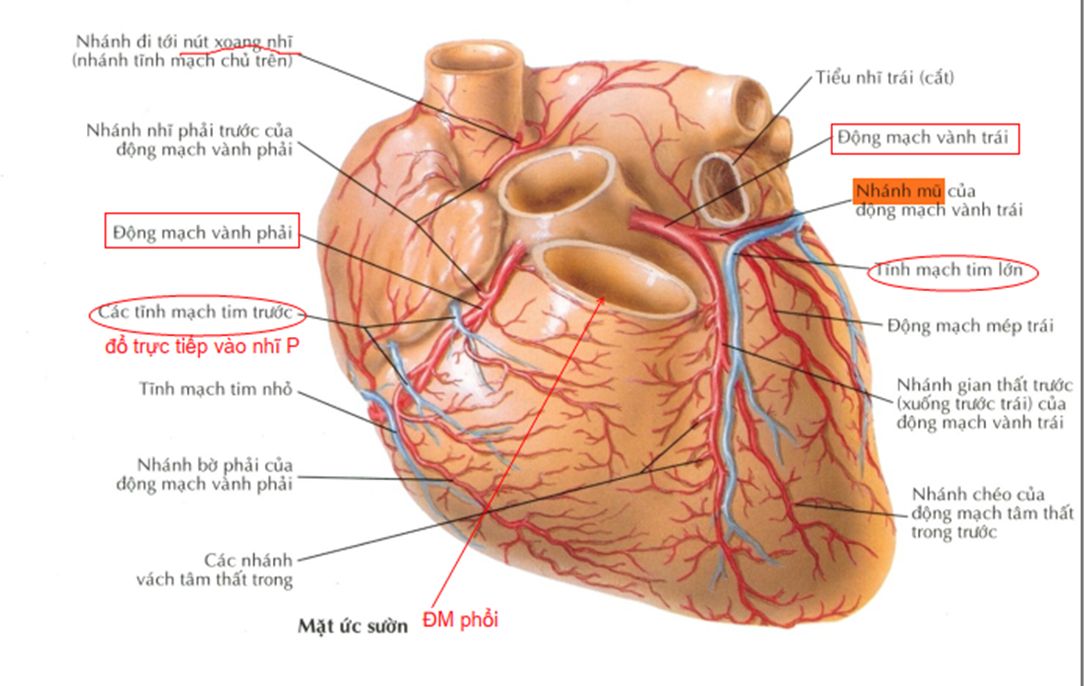 Nhánh đi tới nút xoang nhĩ
(nhánh tĩnh mạch chủ trên)
Nhánh nhĩ phải trước của
động mạch vành phải
Động mạch vành phải
Các tĩnh mạch tim trước
đổ trực tiếp vào nhĩ P
Tĩnh mạch tim nhỏ
Nhánh bờ phải của
động mạch vành phải
Các nhánh
vách tâm thất trong
Mặt ức sườn
ĐM phổi
Tiểu nhĩ trái (cắt)
Động mạch vành trái
Nhánh mũ của
động mạch vành trái
Tĩnh mạch tim lớn
Động mạch mép trái
Nhánh gian thất trước
(xuống trước trái) của
động mạch vành trái
Nhánh chéo của
động mạch tâm thất
trong trước